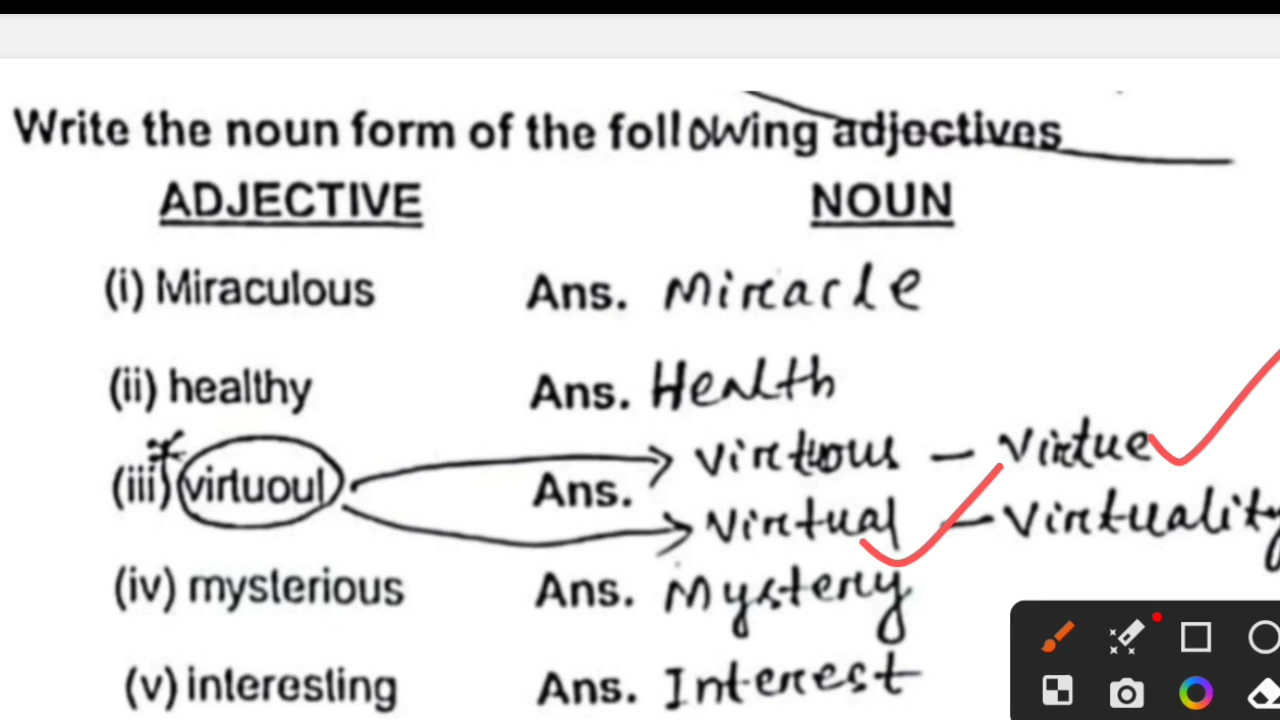 Write the noun form of the following adjectives
ADJECTIVE NOUN
(i) Miraculous Ans. Miracle
(ii) healthy Ans. Health
(iii) virtuoul Ans. virtuous — virtue
virtual — virtuality
(iv) mysterious Ans. Mystery
(v) interesting Ans. Interest